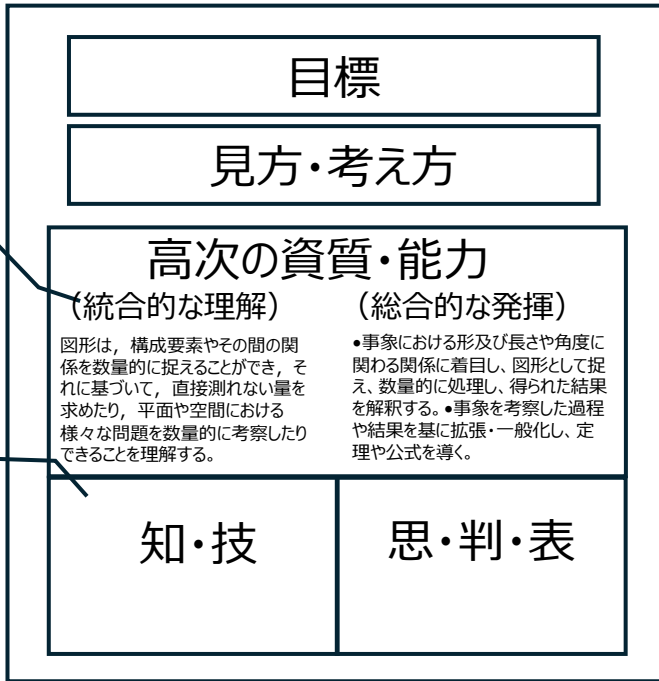 目標
見方・考え方
高次の資質・能力
（統合的な理解）
図形は，構成要素やその間の関
係を数量的に捉えることができ，そ
れに基づいて，直接測れない量を
求めたり，平面や空間における
様々な問題を数量的に考察したり
できることを理解する。
（総合的な発揮）
•事象における形及び長さや角度に
関わる関係に着目し、図形として捉
え、数量的に処理し、得られた結果
を解釈する。•事象を考察した過程
や結果を基に拡張・一般化し、定
理や公式を導く。
知・技
思・判・表